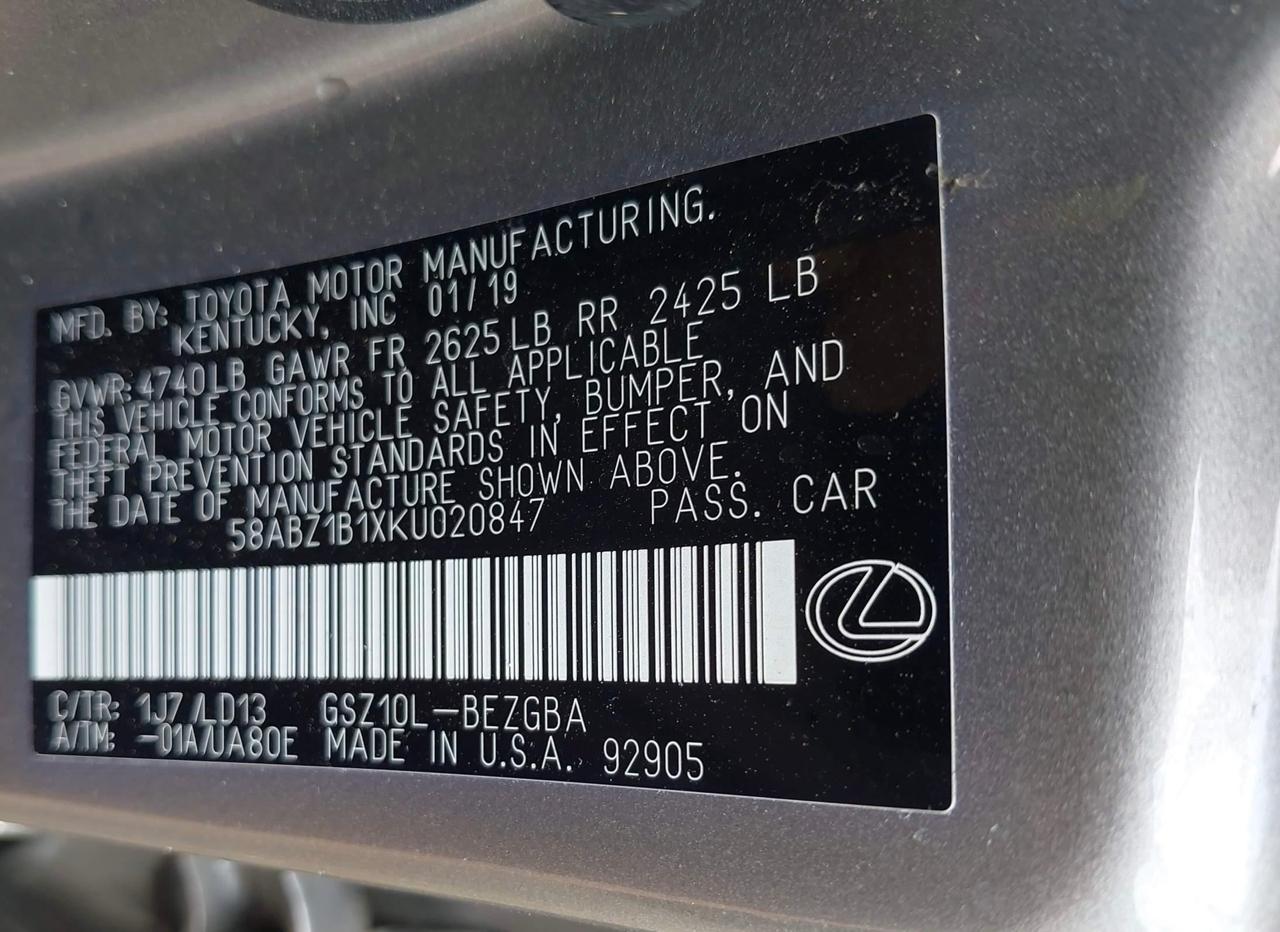 MFD. BY: TOYOTA MOTOR MANUFACTURING.
KENTUCKY, INC 01/19
GVWR: 4740LB GAWR FR 2625LB RR 2425 LB
THIS VEHICLE CONFORMS TO ALL APPLICABLE
FEDERAL MOTOR VEHICLE SAFETY, BUMPER, AND
THEFT PREVENTION STANDARDS IN EFFECT ON
THE DATE OF MANUFACTURE SHOWN ABOVE.
58ABZ1B1XKU020847 PASS. CAR
C/TR: 1J7 /LD13 GSZ10L-BEZGBA
A/TM: -01A/UA80E MADE IN U.S.A. 92905